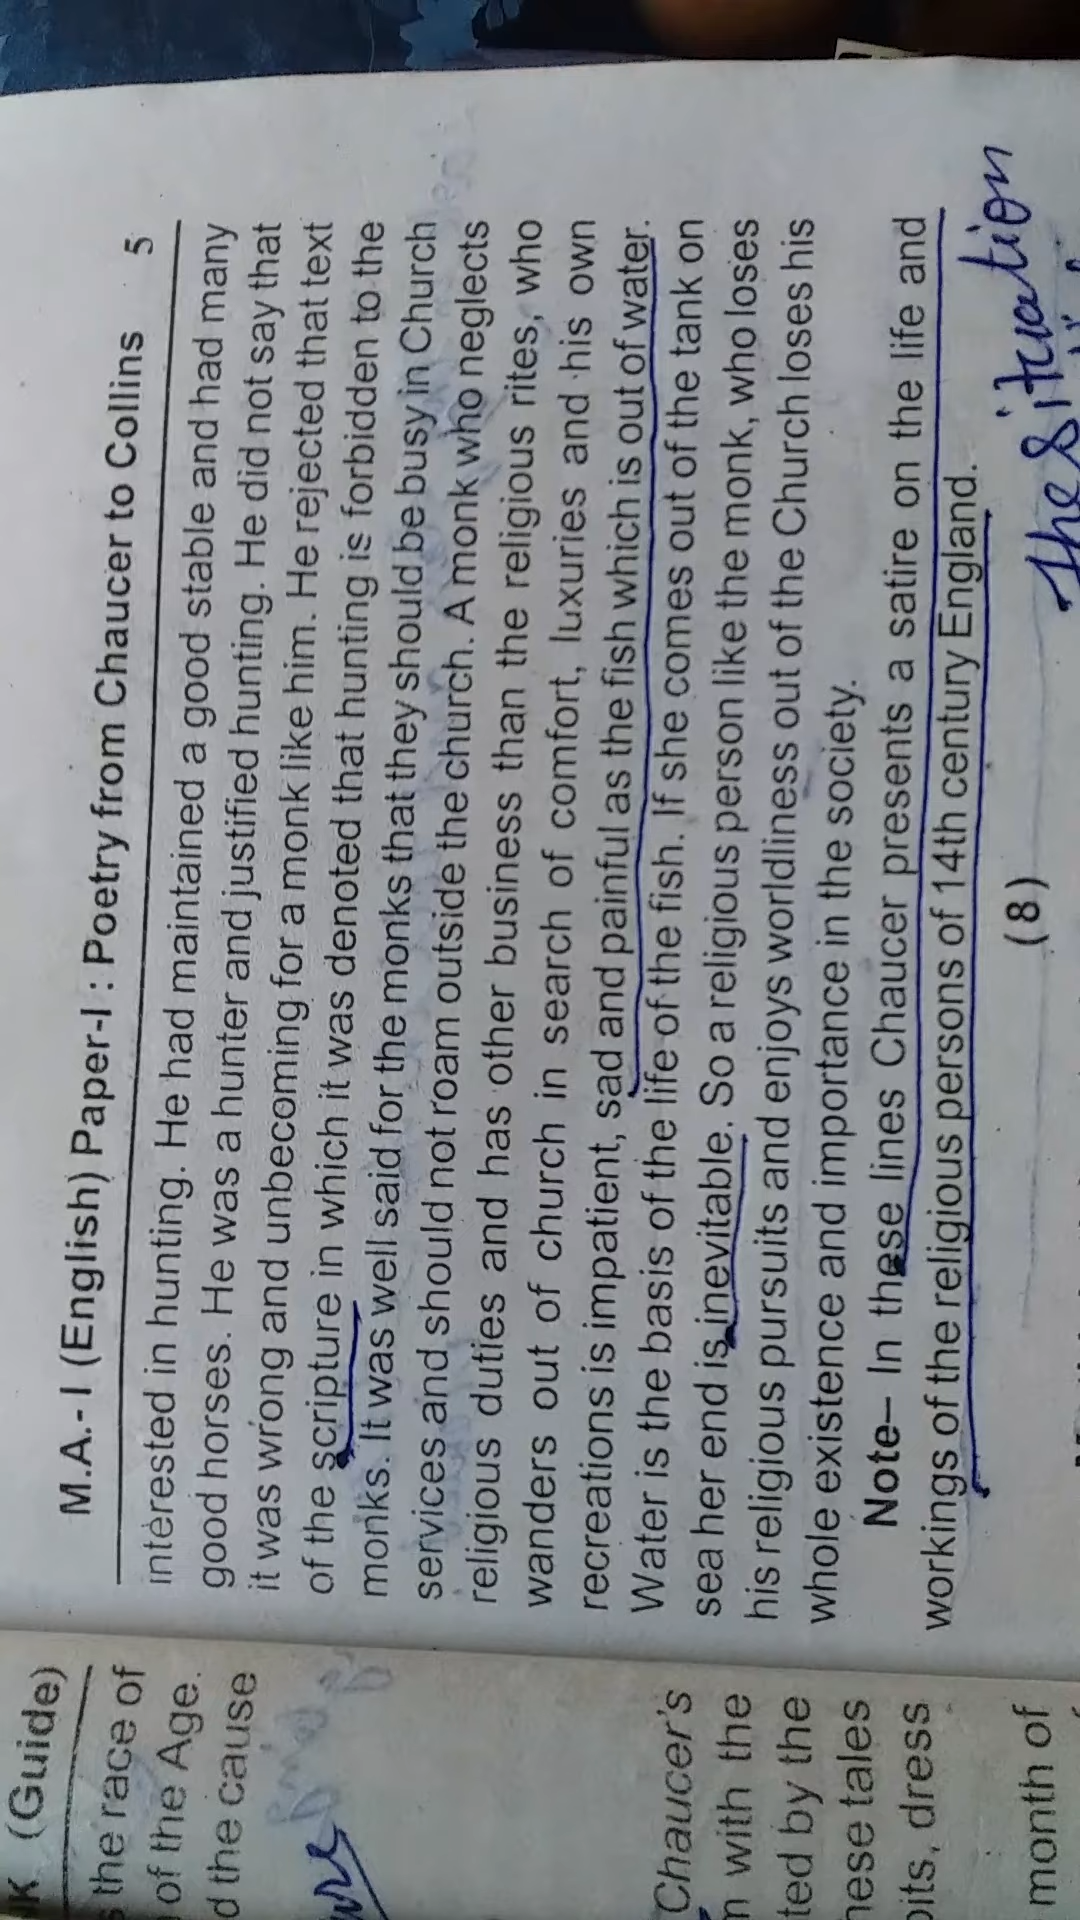 M.A.- I (English) Paper-I : Poetry from Chaucer to Collins 5
interested in hunting. He had maintained a good stable and had many
good horses. He was a hunter and justified hunting. He did not say that
it was wrong and unbecoming for a monk like him. He rejected that text
of the scripture in which it was denoted that hunting is forbidden to the
monks. It was well said for the monks that they should be busy in Church
services and should not roam outside the church. A monk who neglects
religious duties and has other business than the religious rites, who
wanders out of church in search of comfort, luxuries and his own
recreations is impatient, sad and painful as the fish which is out of water.
Water is the basis of the life of the fish. If she comes out of the tank on
sea her end is inevitable. So a religious person like the monk, who loses
his religious pursuits and enjoys worldliness out of the Church loses his
whole existence and importance in the society.
Note– In these lines Chaucer presents a satire on the life and
workings of the religious persons of 14th century England.
(8)
the situation
(Guide)
the race of
of the Age.
the cause
Chaucer's
with the
by the
tales
dress
month of